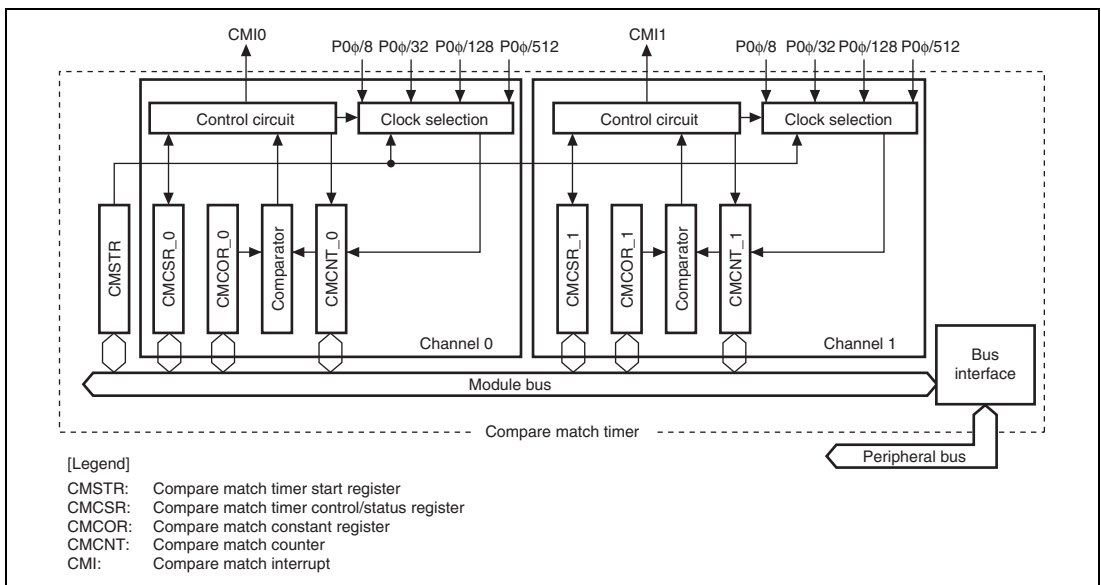 CMI0 P0ϕ/8 P0ϕ/32 P0ϕ/128 P0ϕ/512 CMI1 P0ϕ/8 P0ϕ/32 P0ϕ/128 P0ϕ/512
Control circuit Clock selection Control circuit Clock selection
CMSTR
CMCSR_0
CMCOR_0
Comparator
CMCNT_0
CMCSR_1
CMCOR_1
Comparator
CMCNT_1
Channel 0 Channel 1
Bus
interface
Module bus
Compare match timer
Peripheral bus
[Legend]
CMSTR: Compare match timer start register
CMCSR: Compare match timer control/status register
CMCOR: Compare match constant register
CMCNT: Compare match counter
CMI: Compare match interrupt